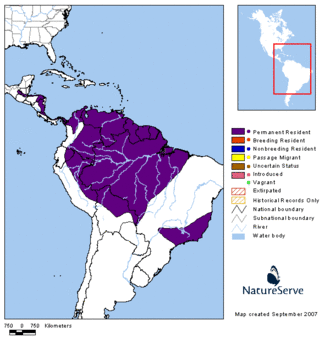 Permanent Resident
Breeding Resident
Nonbreeding Resident
Passage Migrant
Uncertain Status
Introduced
Vagrant
Extirpated
Historical Records Only
National boundary
Subnational boundary
River
Water body
NatureServe
Map created September 2007
750 0 750 Kilometers